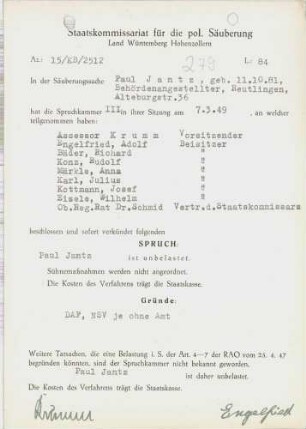 Staatskommissariat für die pol. Säuberung
Land Württemberg Hohenzollern
Az: 15/KB/2512
279
Lr 84
In der Säuberungssache Paul Jantz, geb. 11.10.81,
Behördenangestellter, Reutlingen,
Alteburgstr.36
hat die Spruchkammer III in ihrer Sitzung am 7.3.49 , an welcher
teilgenommen haben:
Assessor Krumm Vorsitzender
Engelfried, Adolf Beisitzer
Bäder, Richard "
Konz, Rudolf "
Märkle, Anna "
Karl, Julius "
Kottmann, Josef "
Eisele, Wilhelm "
Ob.Reg.Rat Dr.Schmid Vertr.d.Staatskommissars
beschlossen und sofort verkündet folgenden
SPRUCH:
Paul Jantz
ist unbelastet.
Sühnemaßnahmen werden nicht angeordnet.
Die Kosten des Verfahrens trägt die Staatskasse.
Gründe:
DAF, NSV je ohne Amt
Weitere Tatsachen, die eine Belastung i. S. der Art. 4—7 der RAO vom 25. 4. 47
begründen könnten, sind der Spruchkammer nicht bekannt geworden.
Paul Jantz
ist daher unbelastet.
Die Kosten des Verfahrens trägt die Staatskasse.
Krumm
Engelfried